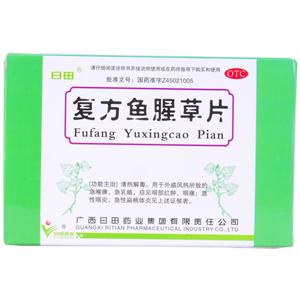 请仔细阅读说明书并按说明使用或在药师指导下购买和使用
批准文号：国药准字Z45021005
OTC
日田
复方鱼腥草片
Fufang Yuxingcao Pian
[功能主治] 清热解毒。用于外感风热所致的
急喉痹、急乳蛾，症见咽部红肿、咽痛；急
性咽炎、急性扁桃体炎见上述证候者。
广西日田药业集团有限责任公司
GUANGXI RITIAN PHARMACEUTICAL INDUSTRY CO.,LTD